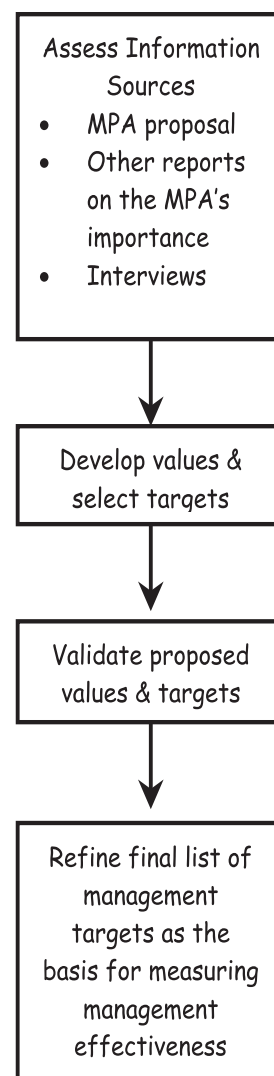 Assess Information
Sources
• MPA proposal
• Other reports
on the MPA's
importance
• Interviews
Develop values &
select targets
Validate proposed
values & targets
Refine final list of
management
targets as the
basis for measuring
management
effectiveness